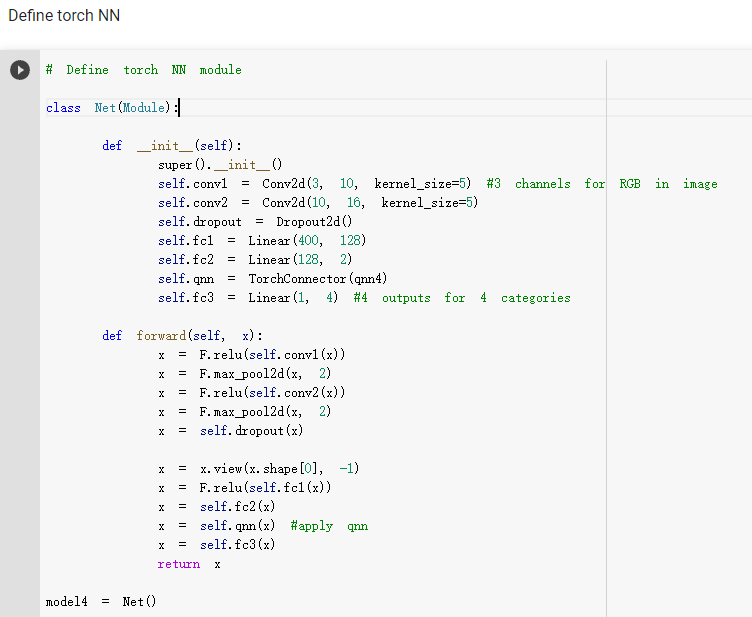 Define torch NN
# Define torch NN module
class Net(Module):
def __init__(self):
super().__init__()
self.conv1 = Conv2d(3, 10, kernel_size=5) #3 channels for RGB in image
self.conv2 = Conv2d(10, 16, kernel_size=5)
self.dropout = Dropout2d()
self.fc1 = Linear(400, 128)
self.fc2 = Linear(128, 2)
self.qnn = TorchConnector(qnn4)
self.fc3 = Linear(1, 4) #4 outputs for 4 categories
def forward(self, x):
x = F.relu(self.conv1(x))
x = F.max_pool2d(x, 2)
x = F.relu(self.conv2(x))
x = F.max_pool2d(x, 2)
x = self.dropout(x)
x = x.view(x.shape[0], -1)
x = F.relu(self.fc1(x))
x = self.fc2(x)
x = self.qnn(x) #apply qnn
x = self.fc3(x)
return x
model4 = Net()